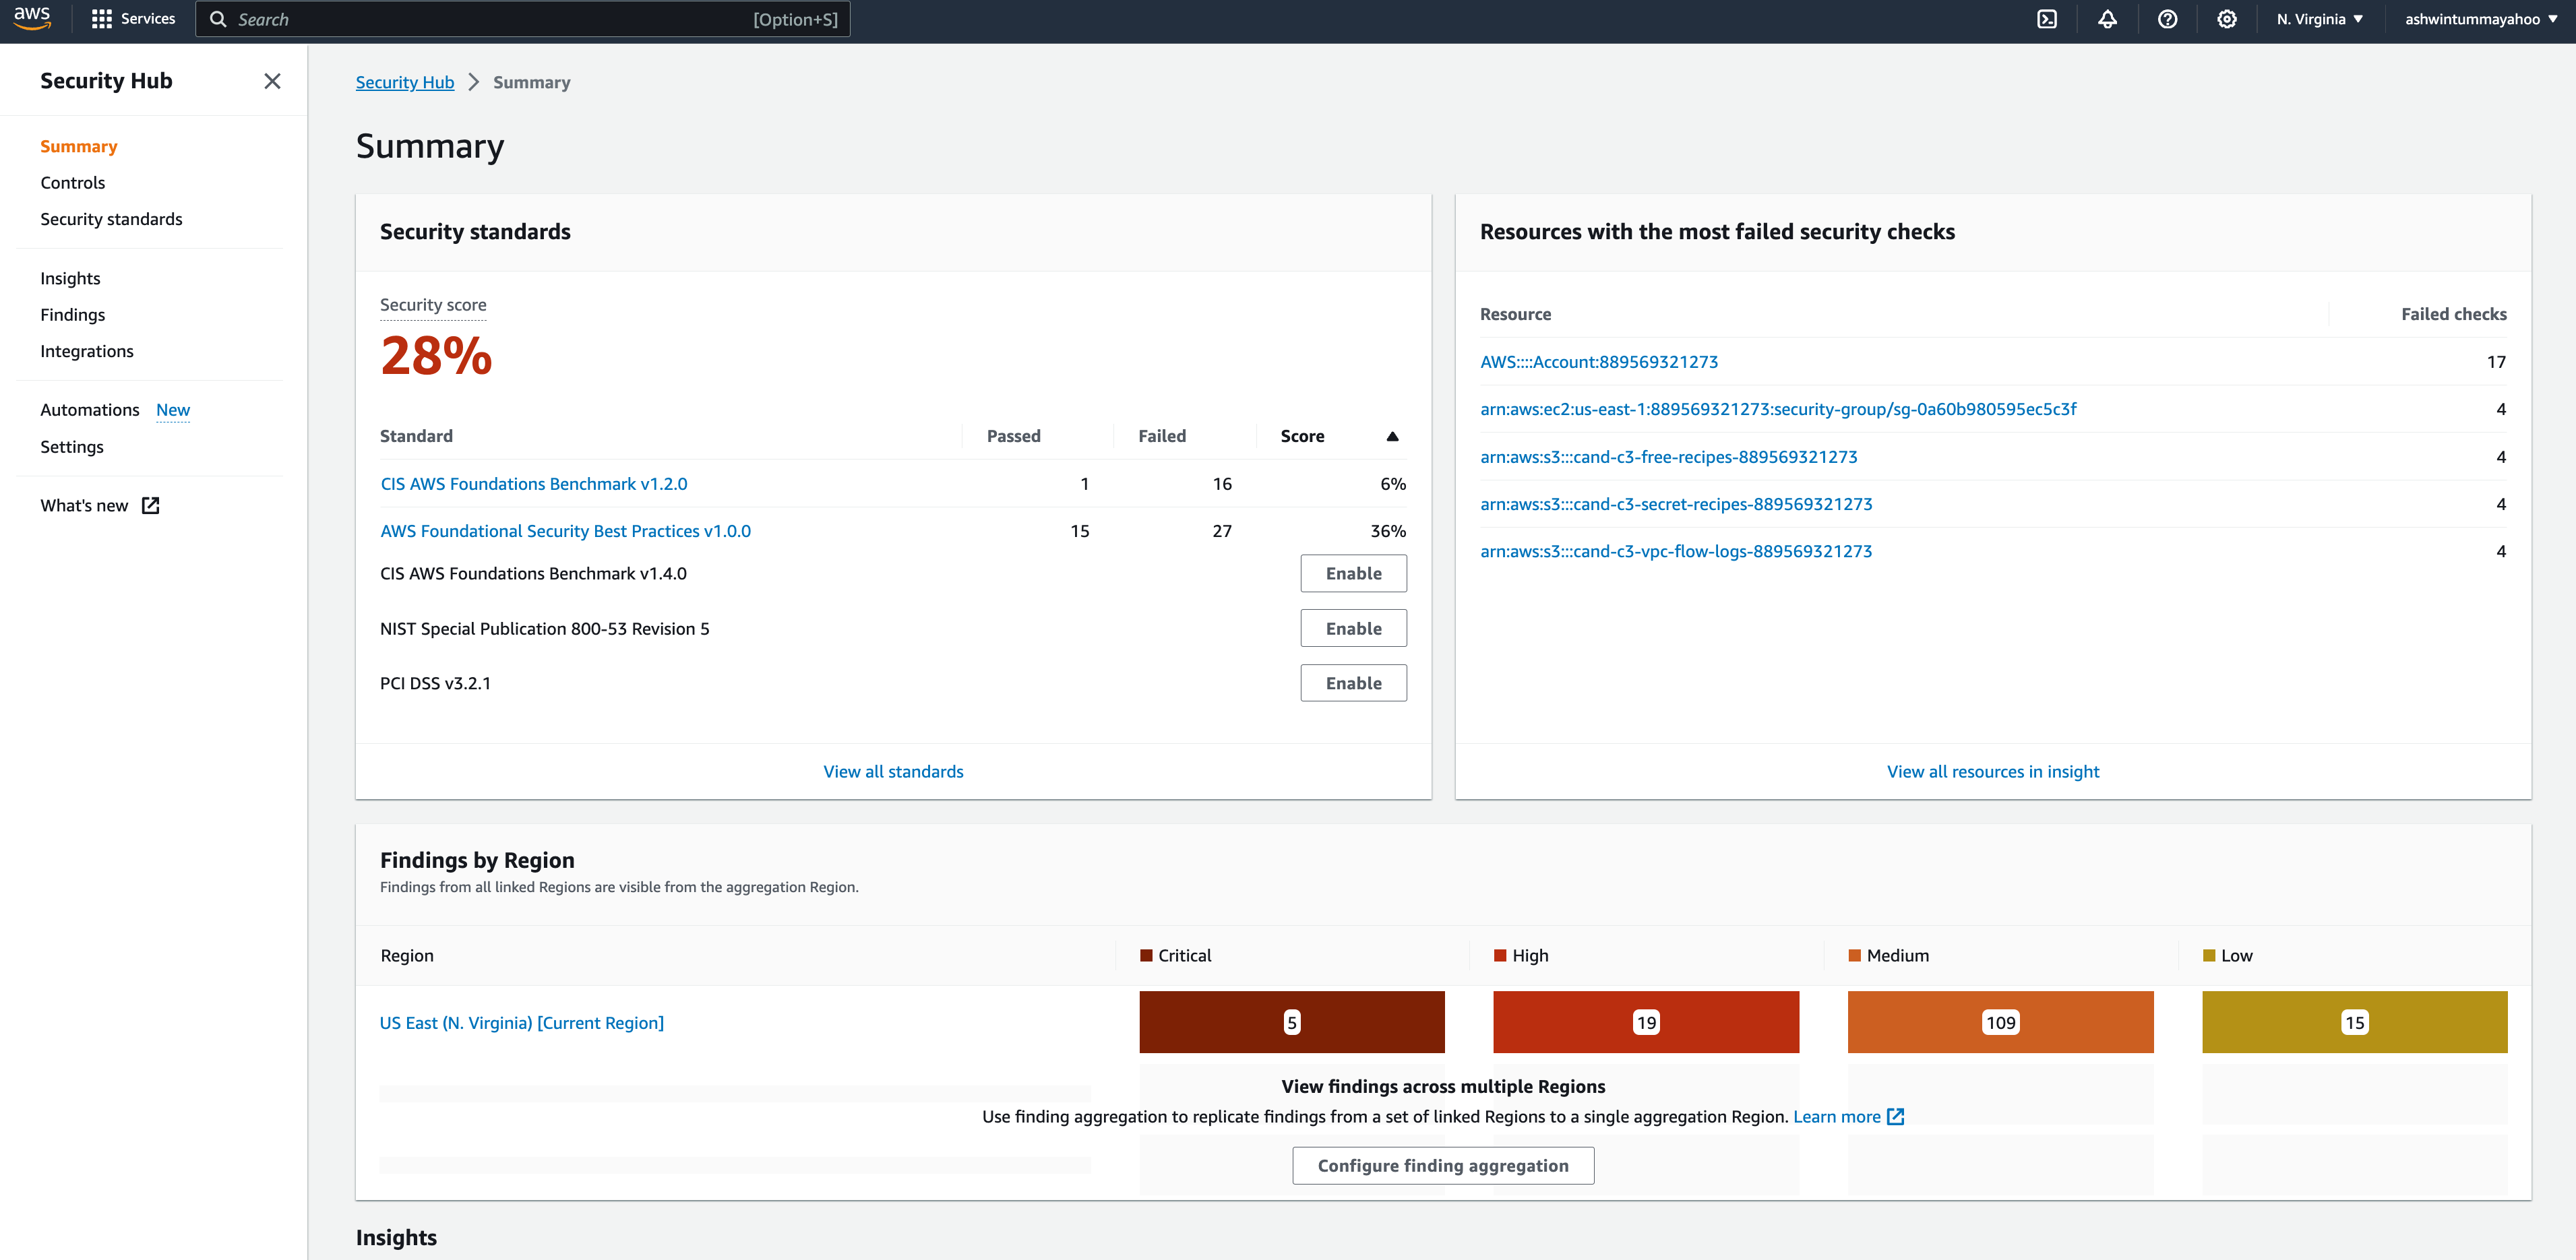 aws
Services
Search
[Option+S]
N. Virginia
ashwintummayahoo
Security Hub
Summary
Controls
Security standards
Insights
Findings
Integrations
Automations New
Settings
What's new
Security Hub Summary
Summary
Security standards
Security score
28%
Standard Passed Failed Score
CIS AWS Foundations Benchmark v1.2.0 1 16 6%
AWS Foundational Security Best Practices v1.0.0 15 27 36%
CIS AWS Foundations Benchmark v1.4.0 Enable
NIST Special Publication 800-53 Revision 5 Enable
PCI DSS v3.2.1 Enable
View all standards
Resources with the most failed security checks
Resource Failed checks
AWS::::Account:889569321273 17
arn:aws:ec2:us-east-1:889569321273:security-group/sg-0a60b980595ec5c3f 4
arn:aws:s3:::cand-c3-free-recipes-889569321273 4
arn:aws:s3:::cand-c3-secret-recipes-889569321273 4
arn:aws:s3:::cand-c3-vpc-flow-logs-889569321273 4
View all resources in insight
Findings by Region
Findings from all linked Regions are visible from the aggregation Region.
Region Critical High Medium Low
US East (N. Virginia) [Current Region] 5 19 109 15
View findings across multiple Regions
Use finding aggregation to replicate findings from a set of linked Regions to a single aggregation Region. Learn more
Configure finding aggregation
Insights